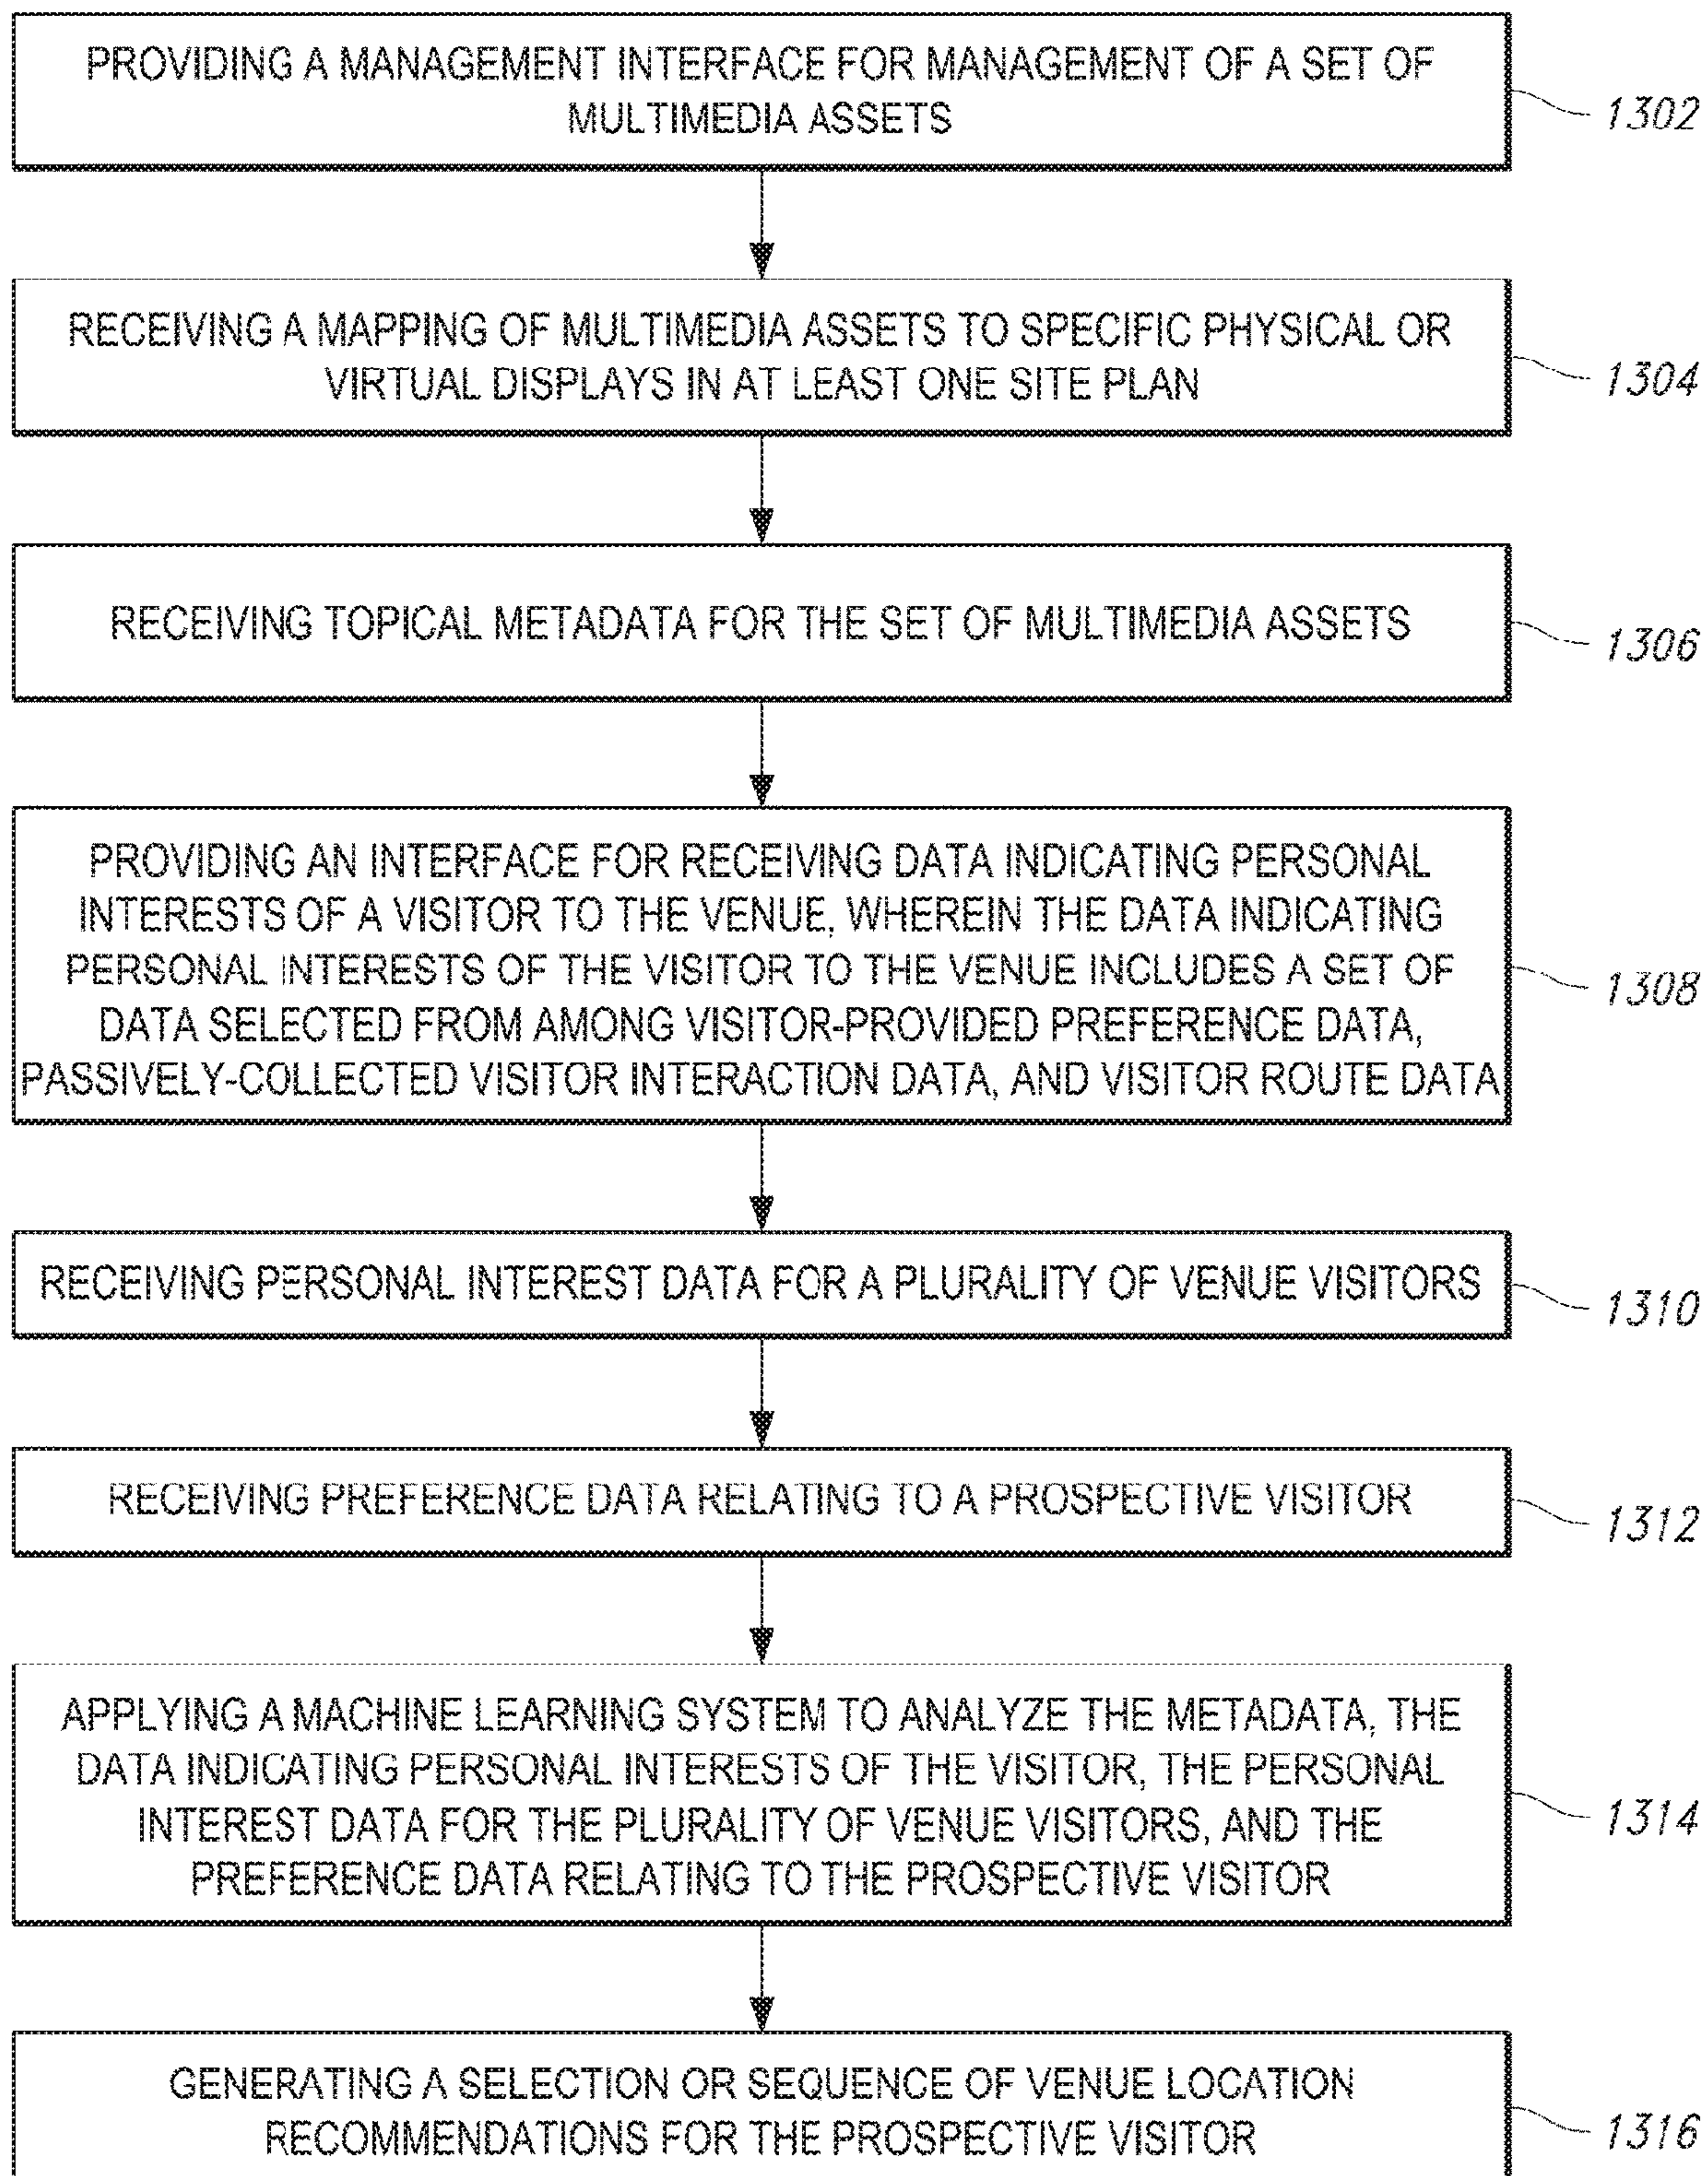 PROVIDING A MANAGEMENT INTERFACE FOR MANAGEMENT OF A SET OF
MULTIMEDIA ASSETS
1302
RECEIVING A MAPPING OF MULTIMEDIA ASSETS TO SPECIFIC PHYSICAL OR
VIRTUAL DISPLAYS IN AT LEAST ONE SITE PLAN
1304
RECEIVING TOPICAL METADATA FOR THE SET OF MULTIMEDIA ASSETS
1306
PROVIDING AN INTERFACE FOR RECEIVING DATA INDICATING PERSONAL
INTERESTS OF A VISITOR TO THE VENUE, WHEREIN THE DATA INDICATING
PERSONAL INTERESTS OF THE VISITOR TO THE VENUE INCLUDES A SET OF
DATA SELECTED FROM AMONG VISITOR-PROVIDED PREFERENCE DATA,
PASSIVELY-COLLECTED VISITOR INTERACTION DATA, AND VISITOR ROUTE DATA
1308
RECEIVING PERSONAL INTEREST DATA FOR A PLURALITY OF VENUE VISITORS
1310
RECEIVING PREFERENCE DATA RELATING TO A PROSPECTIVE VISITOR
1312
APPLYING A MACHINE LEARNING SYSTEM TO ANALYZE THE METADATA, THE
DATA INDICATING PERSONAL INTERESTS OF THE VISITOR, THE PERSONAL
INTEREST DATA FOR THE PLURALITY OF VENUE VISITORS, AND THE
PREFERENCE DATA RELATING TO THE PROSPECTIVE VISITOR
1314
GENERATING A SELECTION OR SEQUENCE OF VENUE LOCATION
RECOMMENDATIONS FOR THE PROSPECTIVE VISITOR
1316